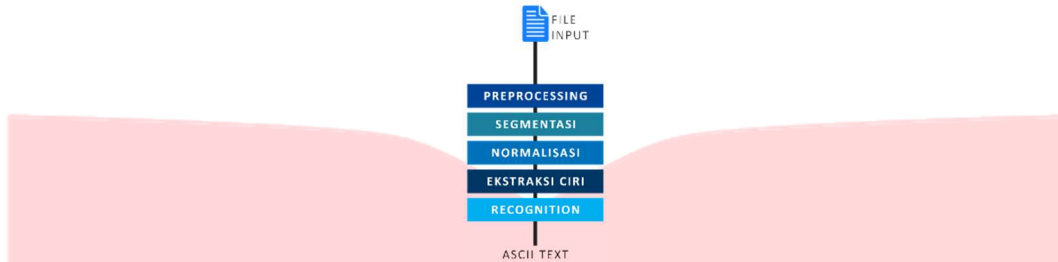 FILE
INPUT
PREPROCESSING
SEGMENTASI
NORMALISASI
EKSTRAKSI CIRI
RECOGNITION
ASCII TEXT